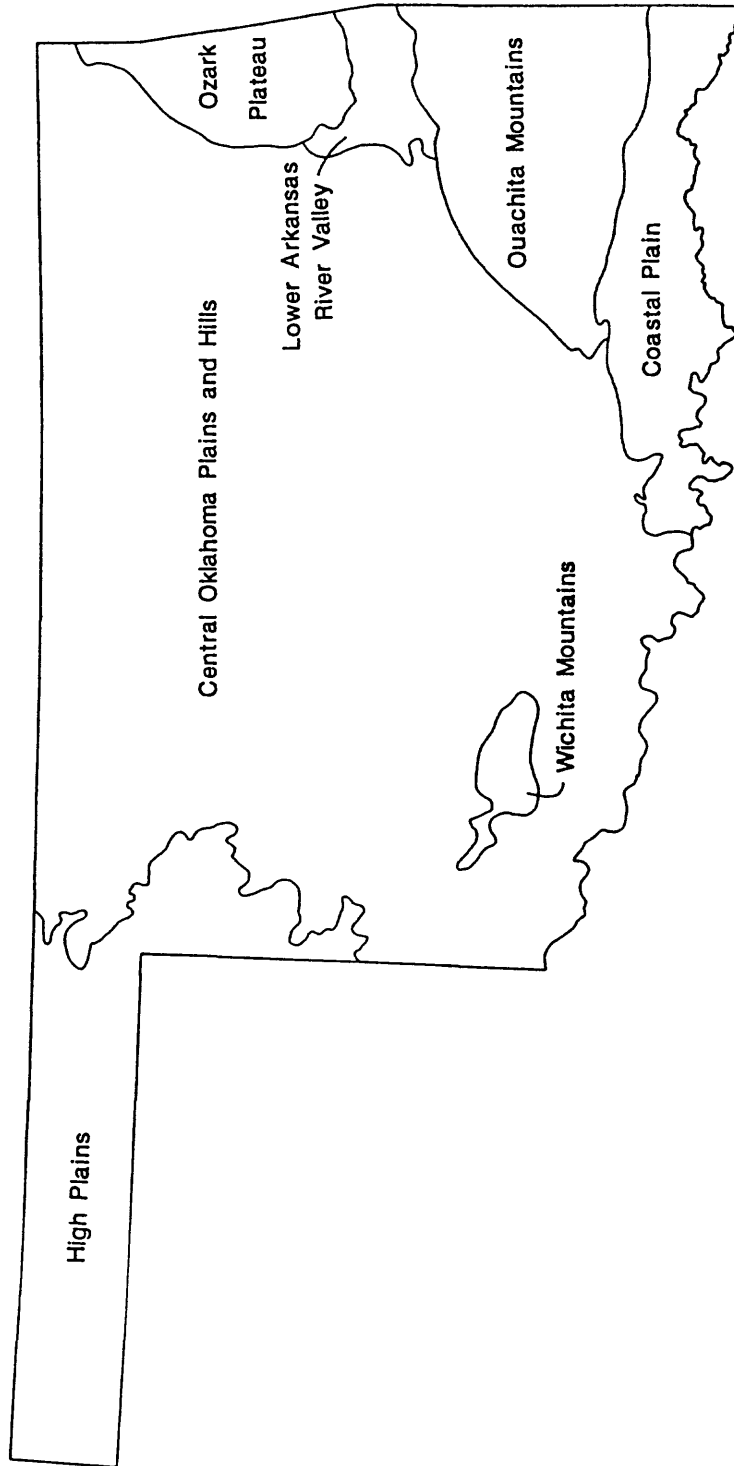 High Plains
Central Oklahoma Plains and Hills
Ozark
Plateau
Lower Arkansas
River Valley
Ouachita Mountains
Coastal Plain
Wichita Mountains